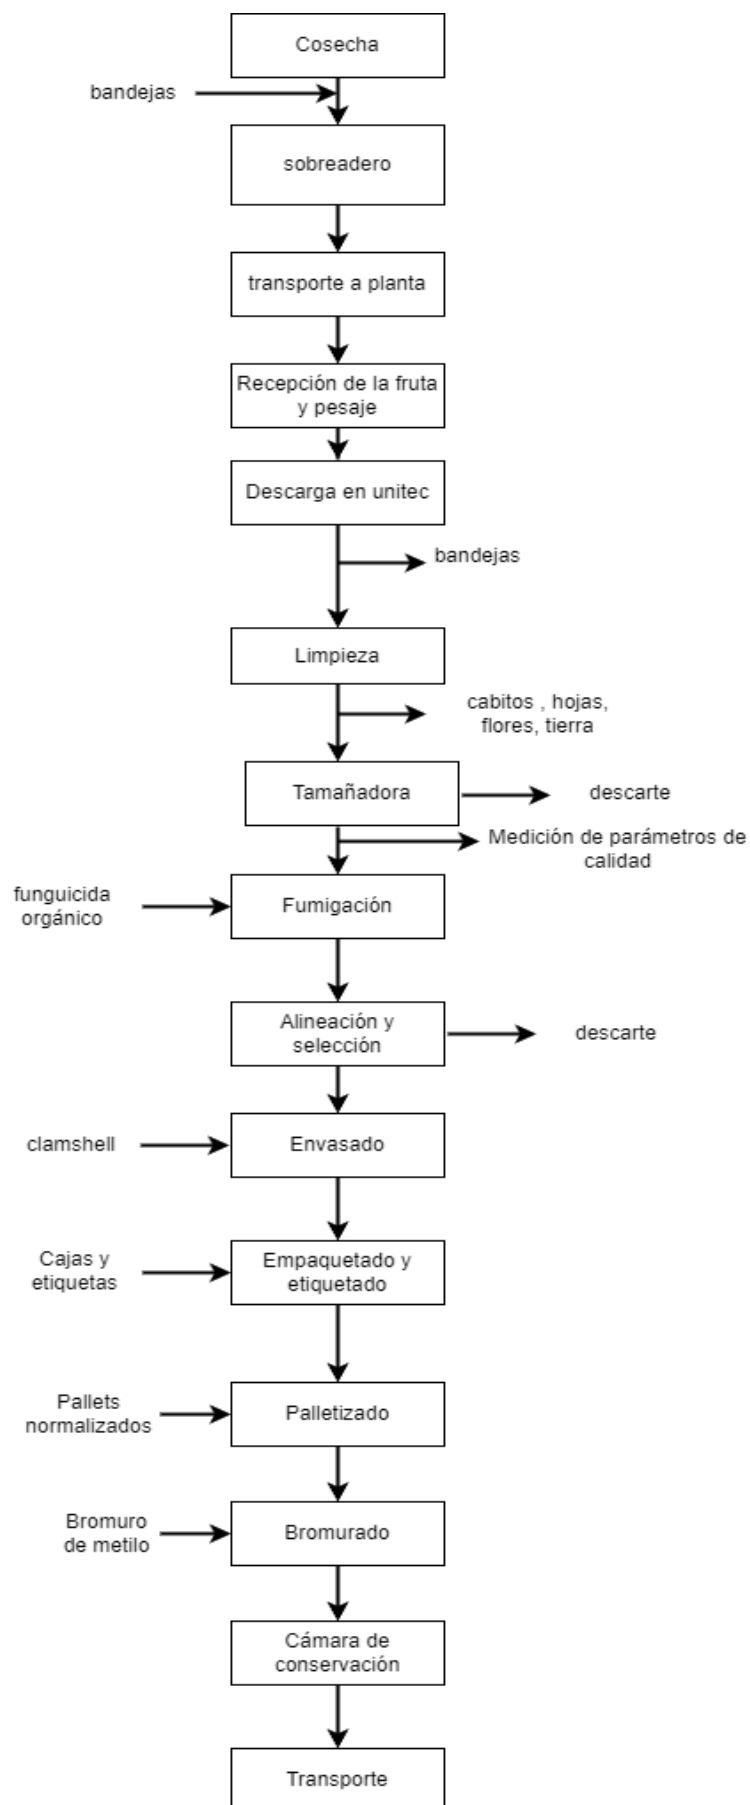 Cosecha
bandejas
sobreadero
transporte a planta
Recepción de la fruta
y pesaje
Descarga en unitec
bandejas
Limpieza
cabitos , hojas,
flores, tierra
Tamañadora
descarte
Medición de parámetros de
calidad
funguicida
orgánico
Fumigación
Alineación y
selección
descarte
clamshell
Envasado
Cajas y
etiquetas
Empaquetado y
etiquetado
Pallets
normalizados
Palletizado
Bromuro
de metilo
Bromurado
Cámara de
conservación
Transporte